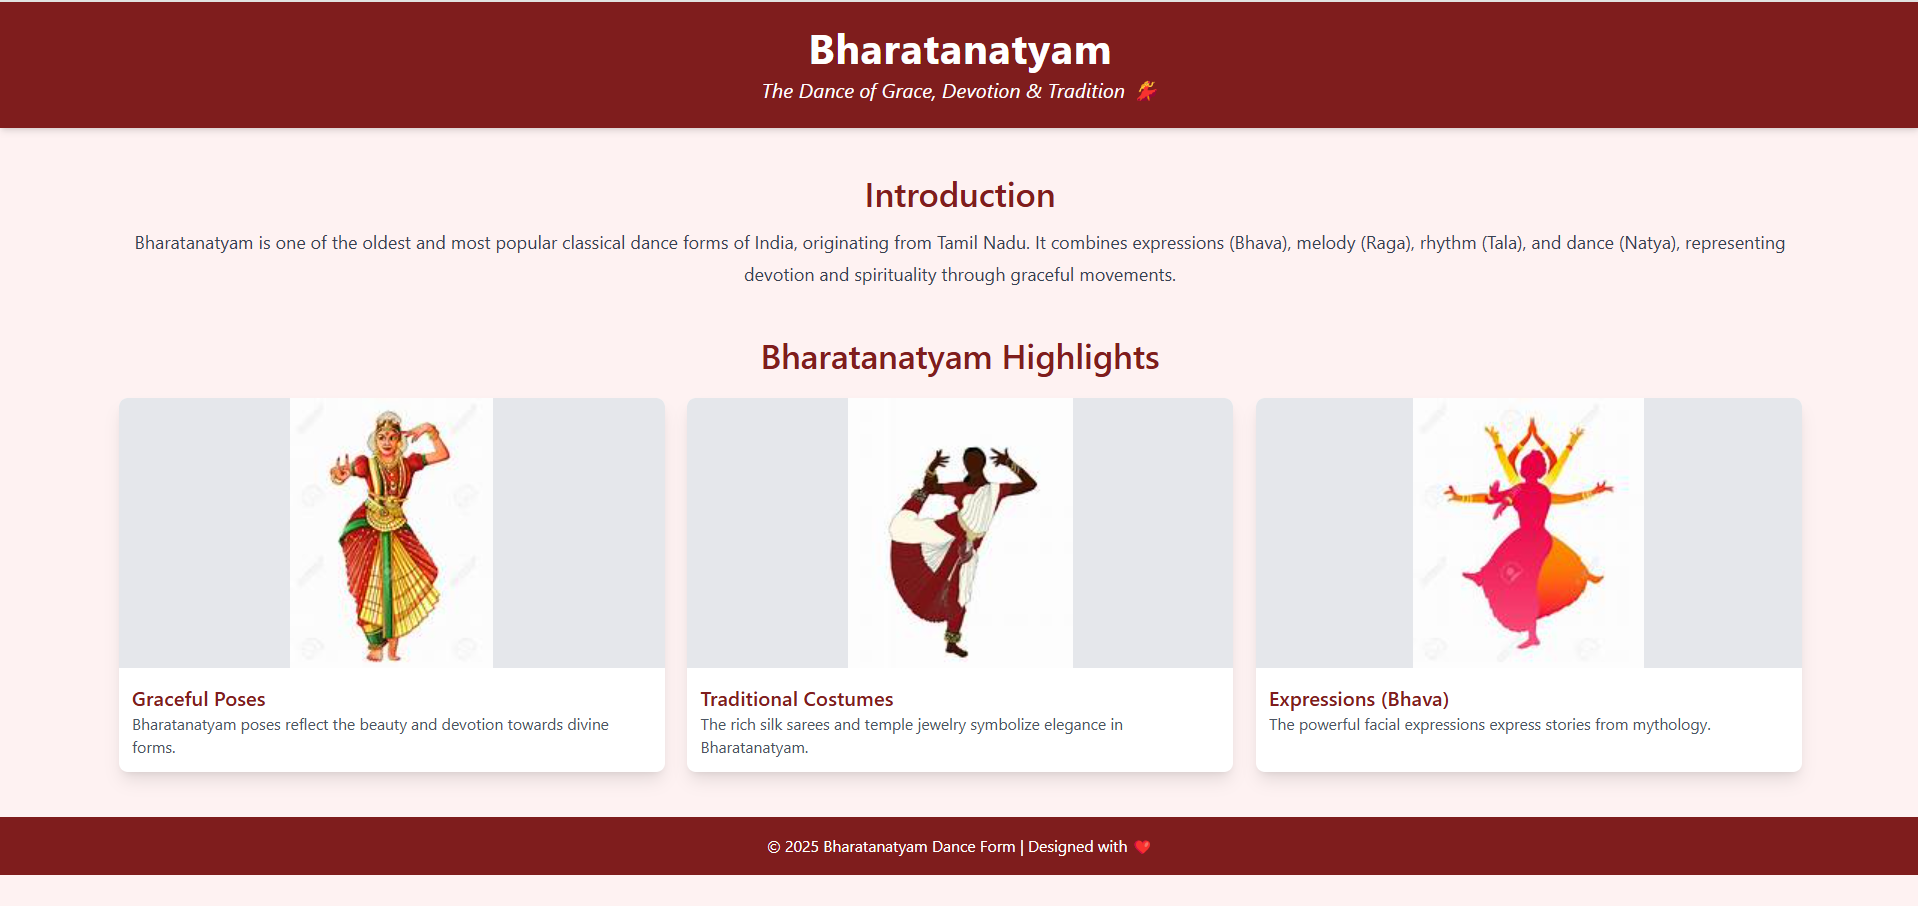 Bharatanatyam
The Dance of Grace, Devotion & Tradition 💃
Introduction
Bharatanatyam is one of the oldest and most popular classical dance forms of India, originating from Tamil Nadu. It combines expressions (Bhava), melody (Raga), rhythm (Tala), and dance (Natya), representing
devotion and spirituality through graceful movements.
Bharatanatyam Highlights
Graceful Poses
Bharatanatyam poses reflect the beauty and devotion towards divine
forms.
Traditional Costumes
The rich silk sarees and temple jewelry symbolize elegance in
Bharatanatyam.
Expressions (Bhava)
The powerful facial expressions express stories from mythology.
© 2025 Bharatanatyam Dance Form | Designed with ❤️